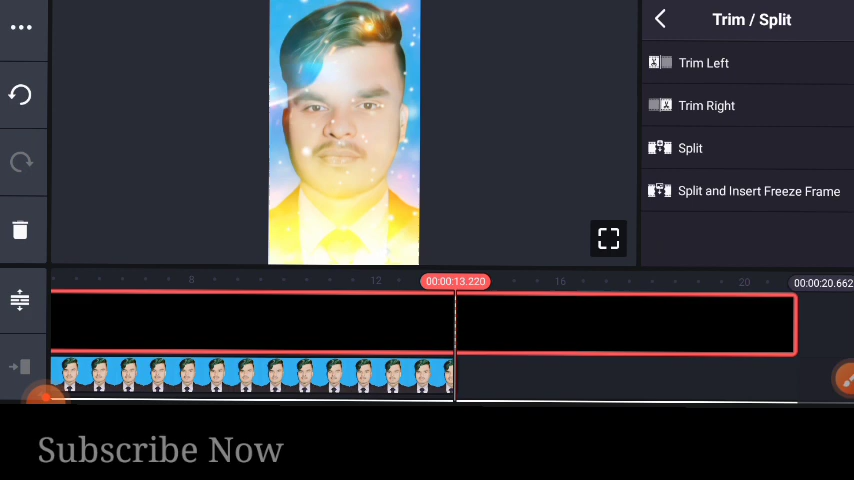 Trim / Split
Trim Left
Trim Right
Split
Split and Insert Freeze Frame
8
12
00:00:13.220
16
20
00:00:20.662
Subscribe Now